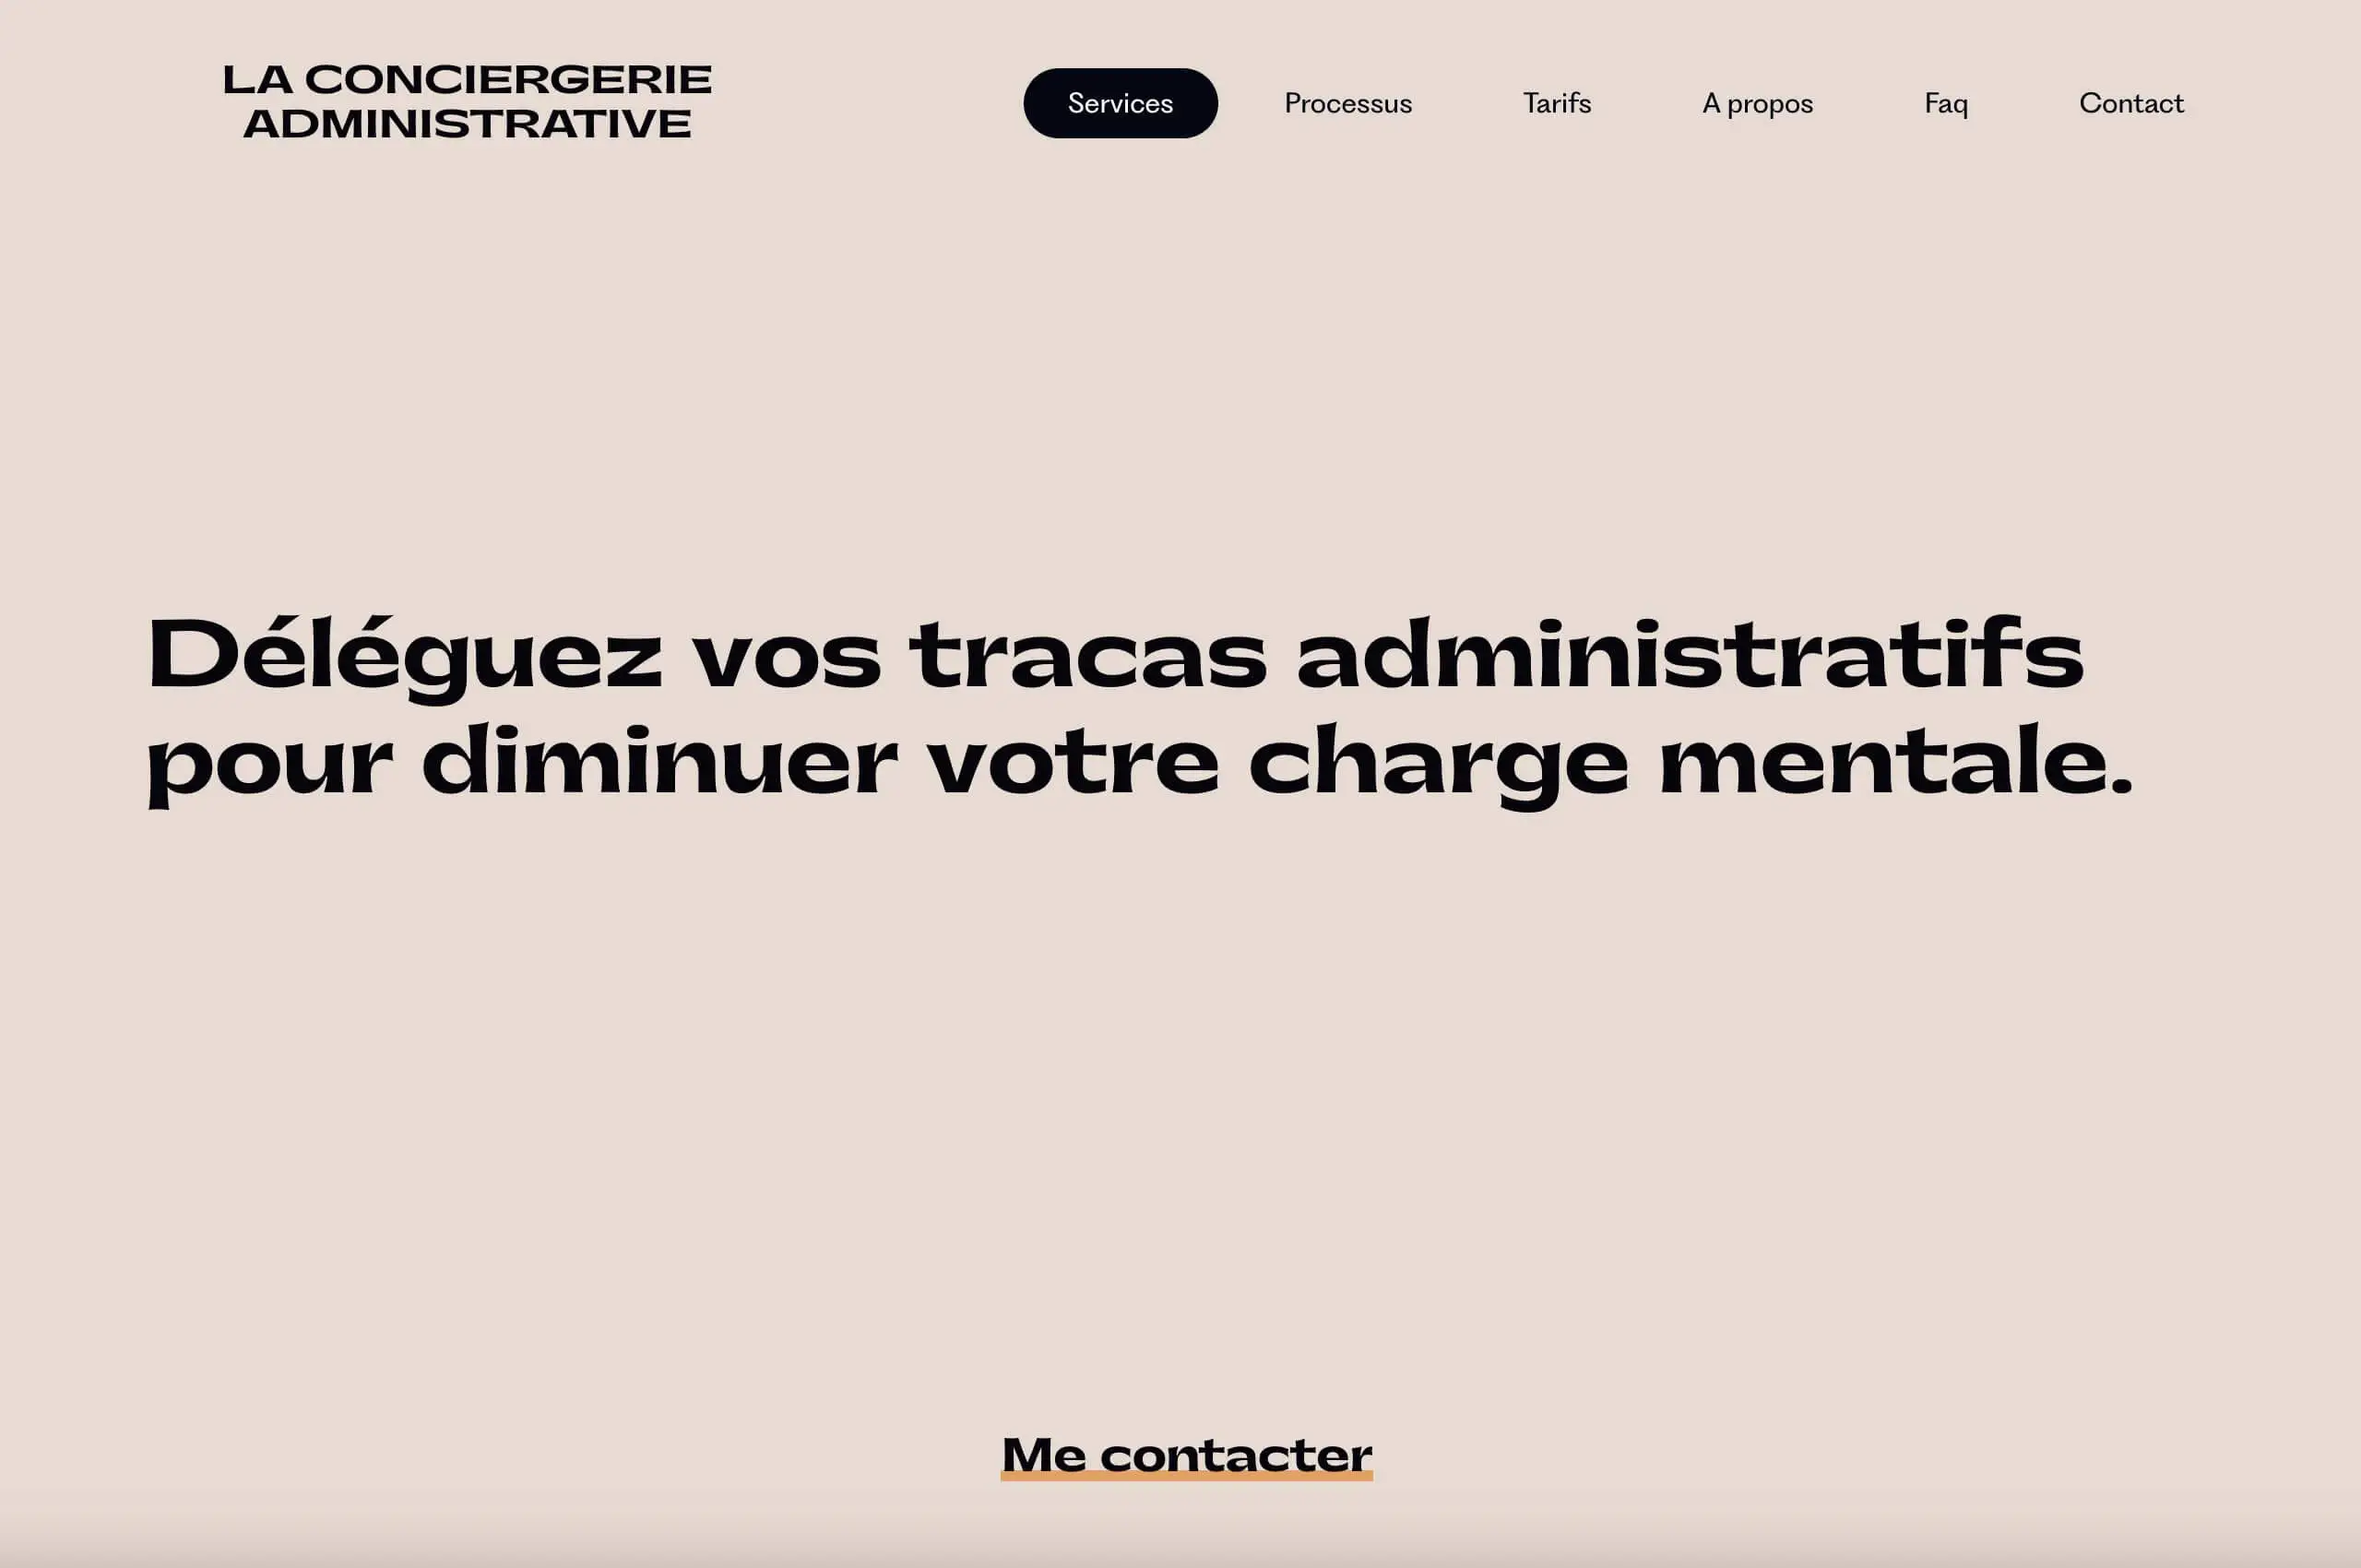 LA CONCIERGERIE
ADMINISTRATIVE
Services
Processus
Tarifs
A propos
Faq
Contact
Déléguez vos tracas administratifs
pour diminuer votre charge mentale.
Me contacter